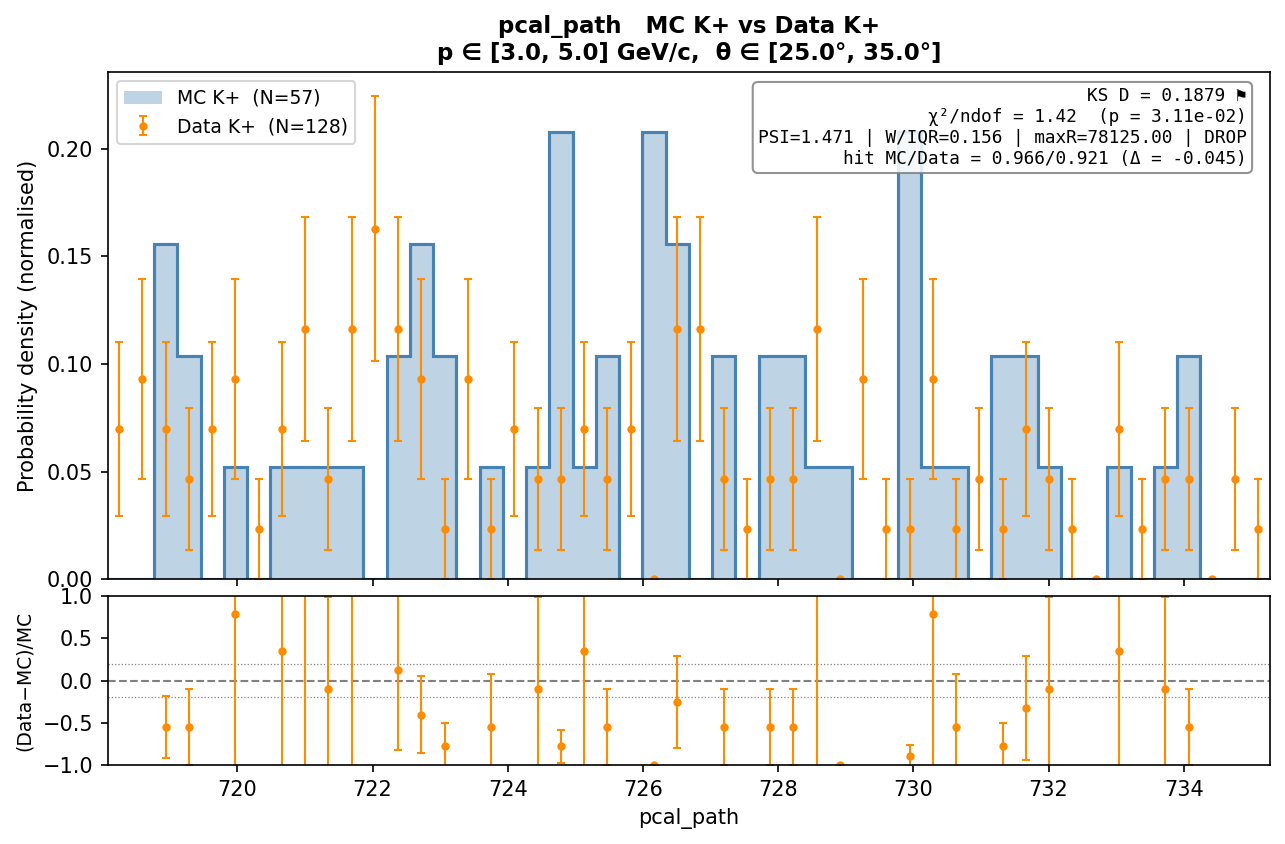 pcal_path   MC K+ vs Data K+
p ∈ [3.0, 5.0] GeV/c,  θ ∈ [25.0°, 35.0°]
MC K+  (N=57)
Data K+  (N=128)
KS D = 0.1879 ⚑
χ²/ndof = 1.42  (p = 3.11e-02)
PSI=1.471 | W/IQR=0.156 | maxR=78125.00 | DROP
hit MC/Data = 0.966/0.921 (Δ = -0.045)
Probability density (normalised)
0.20
0.15
0.10
0.05
0.00
(Data−MC)/MC
1.0
0.5
0.0
−0.5
−1.0
720 722 724 726 728 730 732 734
pcal_path